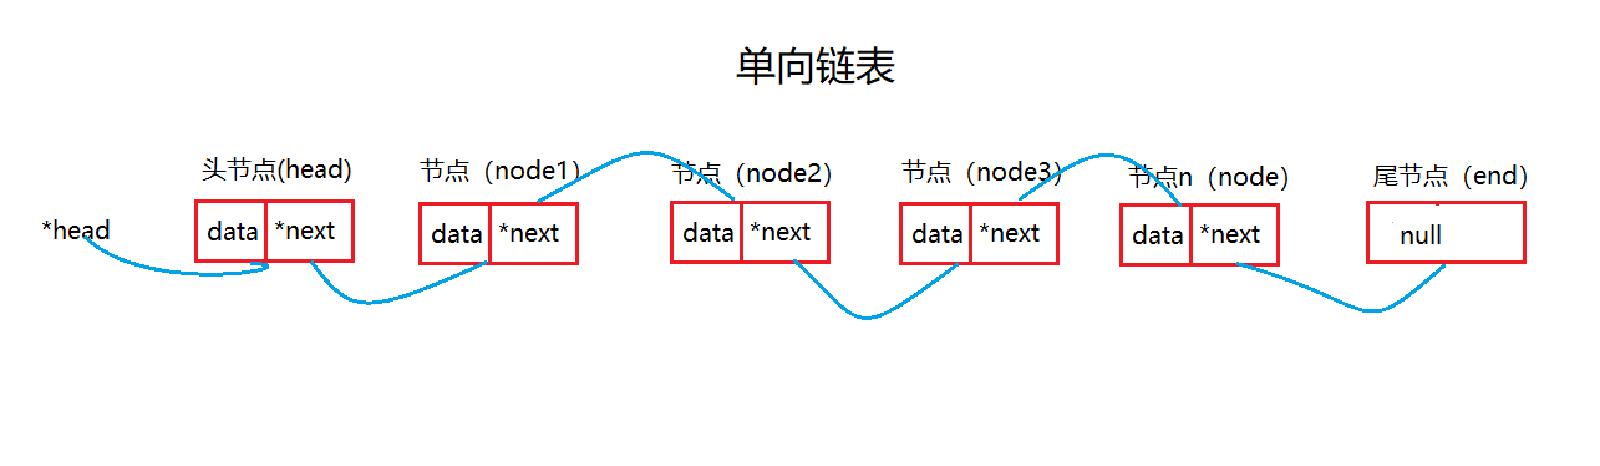 单向链表
头节点(head) 节点（node1） 节点（node2） 节点（node3） 节点n（node） 尾节点（end）
*head data *next data *next data *next data *next data *next null